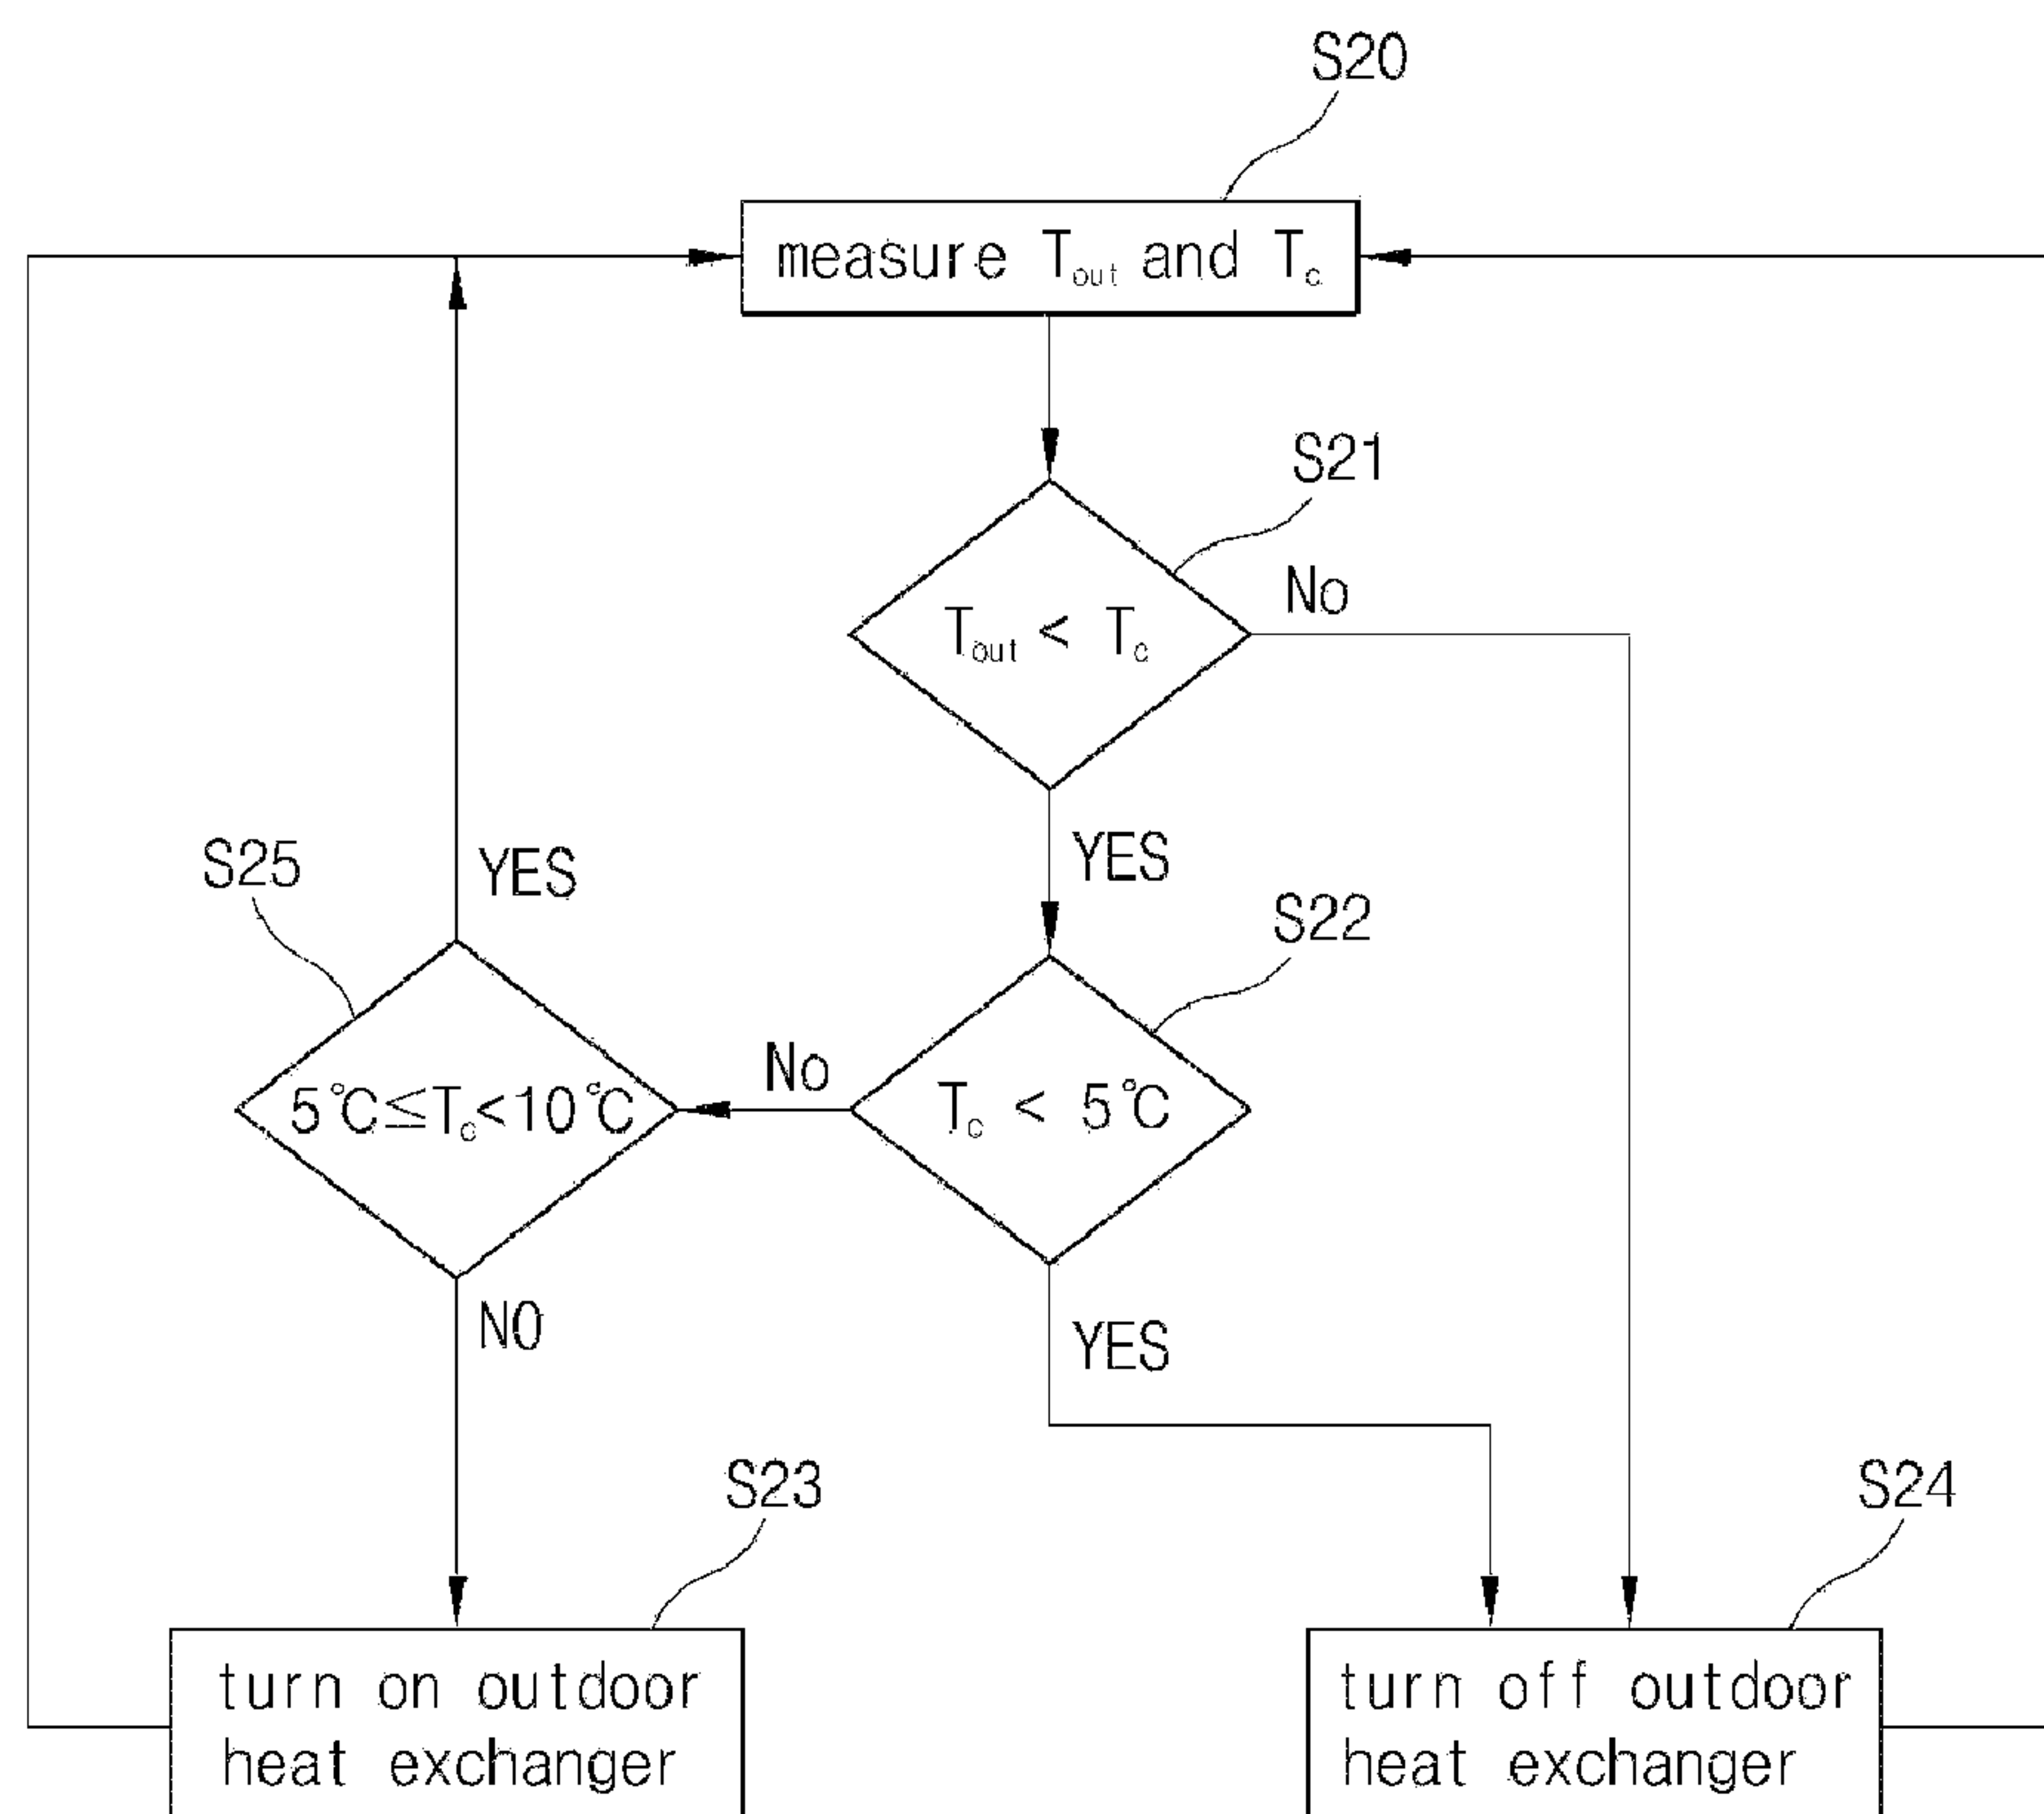 S20
measure Tout and Tc
S21
Tout < Tc
No
YES
S25
YES
S22
5°C≦Tc<10°C
No
Tc < 5°C
NO
YES
S23
S24
turn on outdoor
heat exchanger
turn off outdoor
heat exchanger